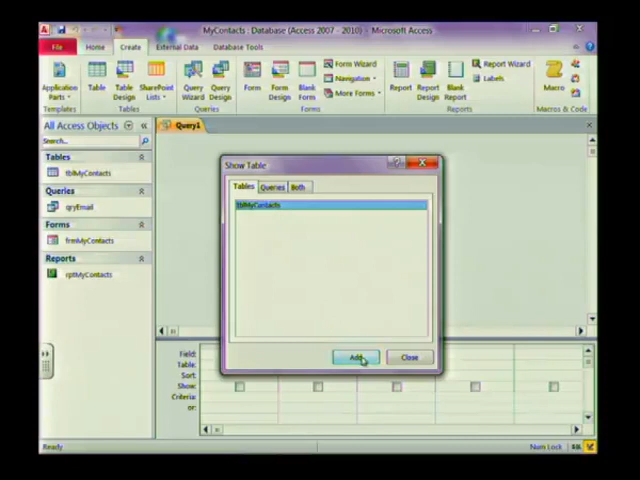 MyContacts : Database (Access 2007 - 2010) - Microsoft Access
File Home Create External Data Database Tools
Application Parts
Table
Table Design
SharePoint Lists
Query Wizard
Query Design
Form
Form Design
Blank Form
Form Wizard
Navigation
More Forms
Report
Report Design
Blank Report
Report Wizard
Labels
Macro
Templates Tables Queries Forms Reports Macros & Code
All Access Objects
Search...
Tables
tblMyContacts
Queries
qryEmail
Forms
frmMyContacts
Reports
rptMyContacts
Query1
Show Table
Tables Queries Both
tblMyContacts
Add Close
Field:
Table:
Sort:
Show:
Criteria:
or:
Ready Num Lock